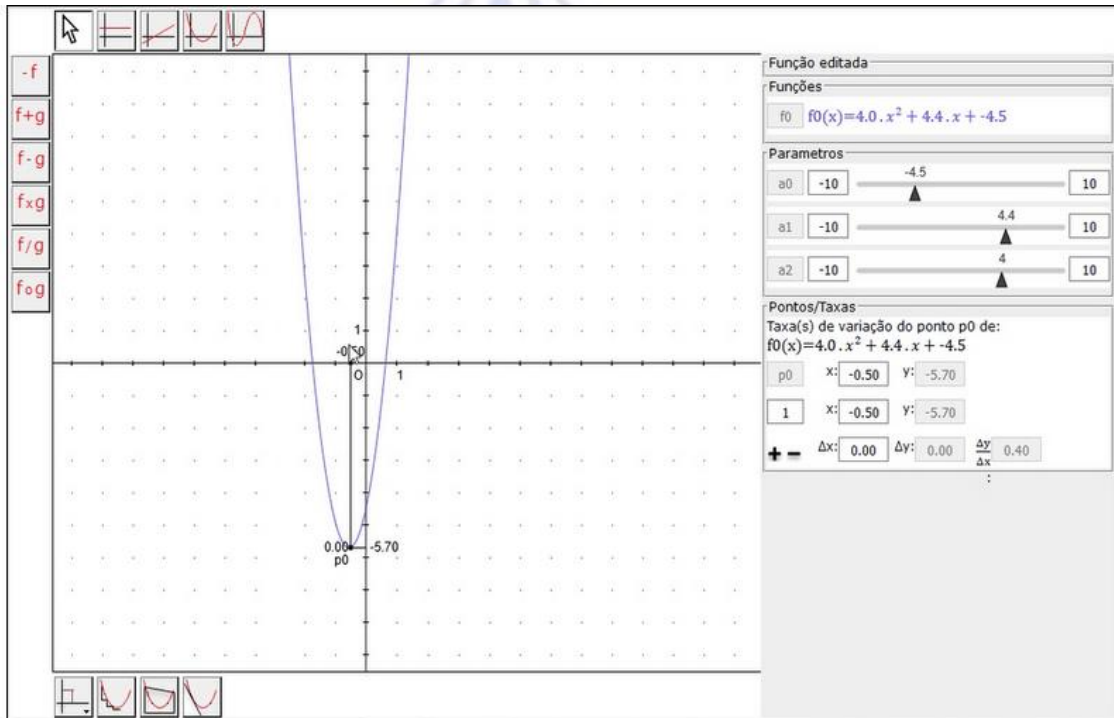 -f
f+g
f-g
fxg
f/g
fog
1
-0.50
O 1
0.00 -5.70
p0
Função editada
Funções
f0 f0(x)=4.0 . x² + 4.4 . x + -4.5
Parametros
-4.5
a0 -10 10
4.4
a1 -10 10
4
a2 -10 10
Pontos/Taxas
Taxa(s) de variação do ponto p0 de:
f0(x)=4.0 . x² + 4.4 . x + -4.5
p0 x: -0.50 y: -5.70
1 x: -0.50 y: -5.70
+ - Δx: 0.00 Δy: 0.00 Δy/Δx 0.40